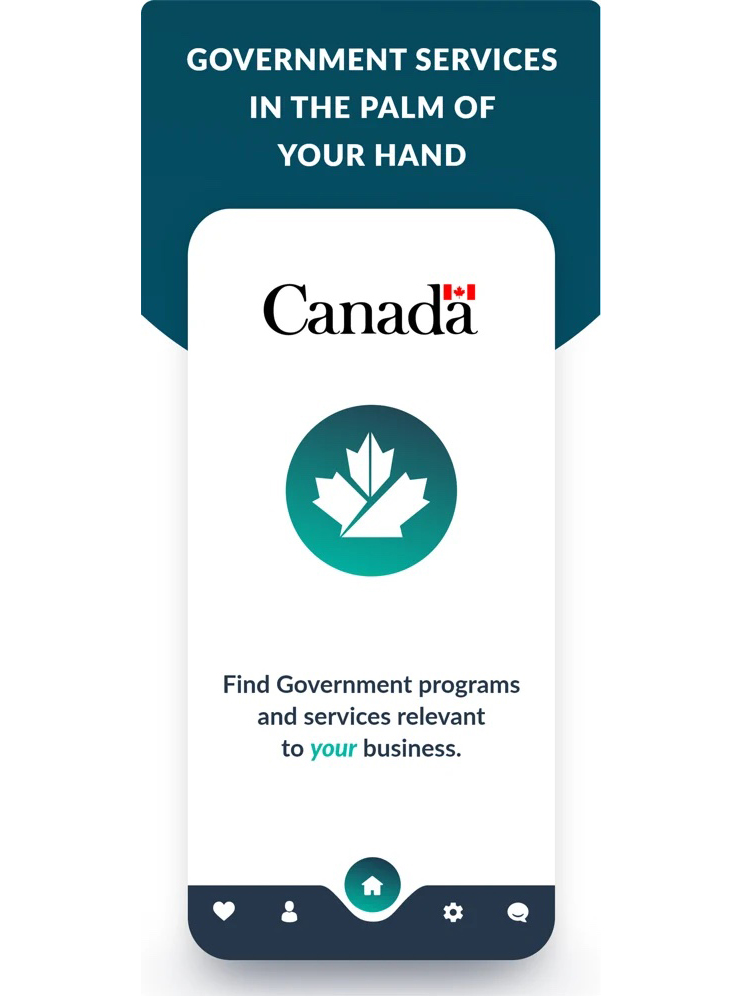 GOVERNMENT SERVICES
IN THE PALM OF
YOUR HAND
Canada
Find Government programs
and services relevant
to your business.